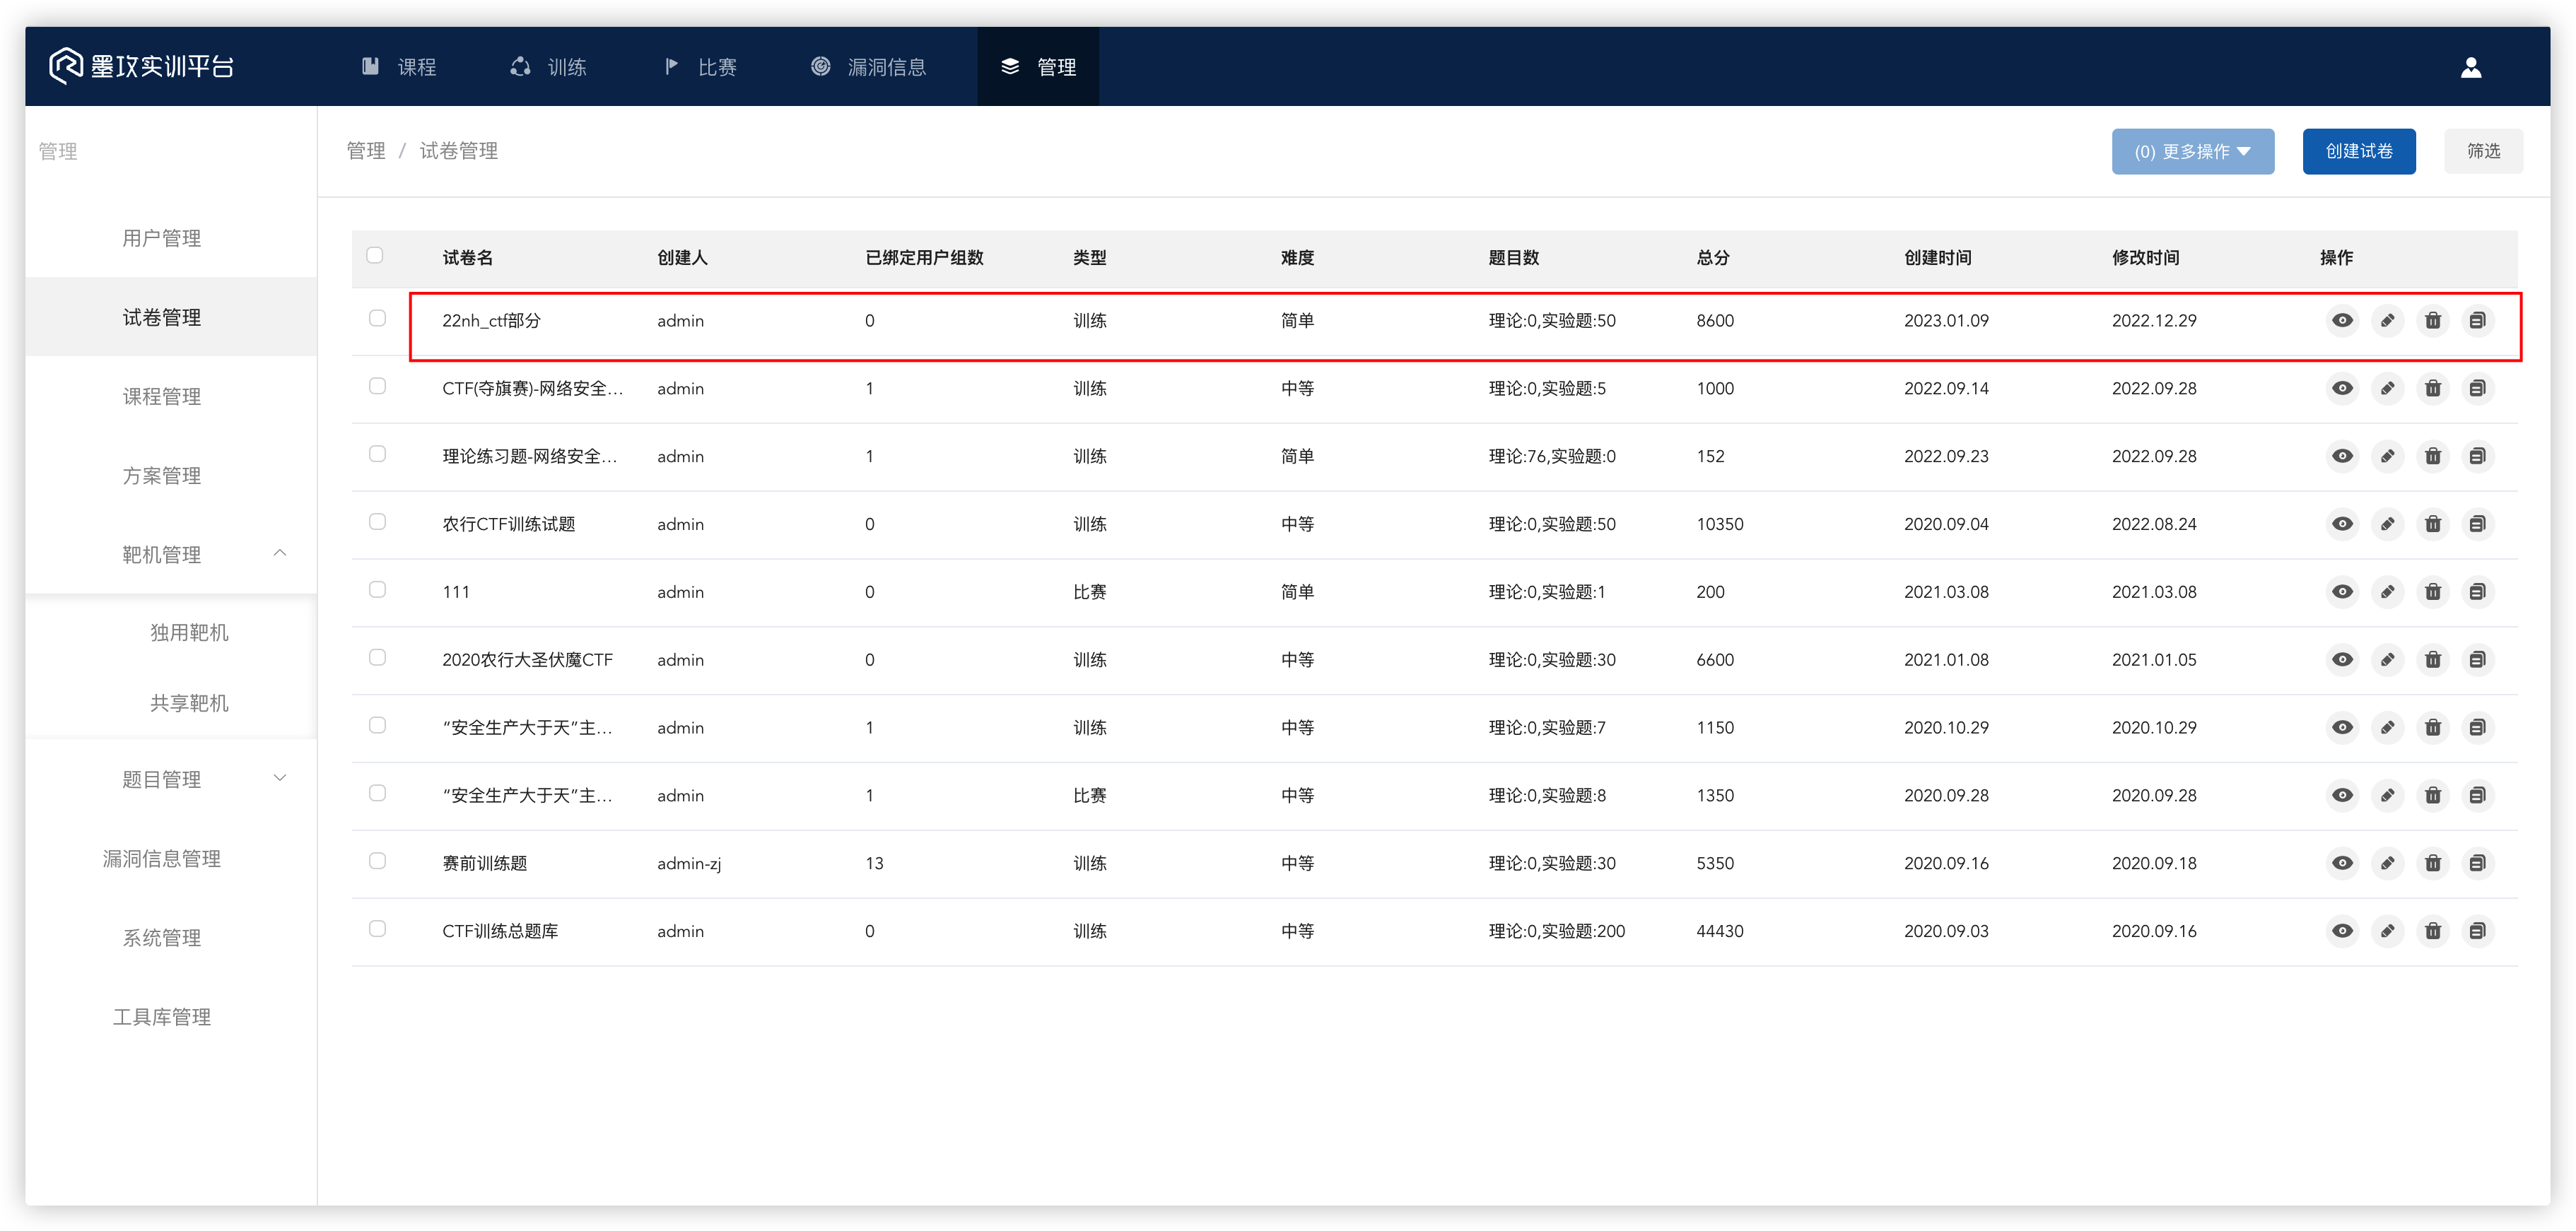 墨攻实训平台 课程 训练 比赛 漏洞信息 管理
管理
用户管理
试卷管理
课程管理
方案管理
靶机管理
独用靶机
共享靶机
题目管理
漏洞信息管理
系统管理
工具库管理
管理 / 试卷管理 (0) 更多操作 创建试卷 筛选
试卷名 创建人 已绑定用户组数 类型 难度 题目数 总分 创建时间 修改时间 操作
22nh_ctf部分 admin 0 训练 简单 理论:0,实验题:50 8600 2023.01.09 2022.12.29
CTF(夺旗赛)-网络安全... admin 1 训练 中等 理论:0,实验题:5 1000 2022.09.14 2022.09.28
理论练习题-网络安全... admin 1 训练 简单 理论:76,实验题:0 152 2022.09.23 2022.09.28
农行CTF训练试题 admin 0 训练 中等 理论:0,实验题:50 10350 2020.09.04 2022.08.24
111 admin 0 比赛 简单 理论:0,实验题:1 200 2021.03.08 2021.03.08
2020农行大圣伏魔CTF admin 0 训练 中等 理论:0,实验题:30 6600 2021.01.08 2021.01.05
“安全生产大于天”主... admin 1 训练 中等 理论:0,实验题:7 1150 2020.10.29 2020.10.29
“安全生产大于天”主... admin 1 比赛 中等 理论:0,实验题:8 1350 2020.09.28 2020.09.28
赛前训练题 admin-zj 13 训练 中等 理论:0,实验题:30 5350 2020.09.16 2020.09.18
CTF训练总题库 admin 0 训练 中等 理论:0,实验题:200 44430 2020.09.03 2020.09.16